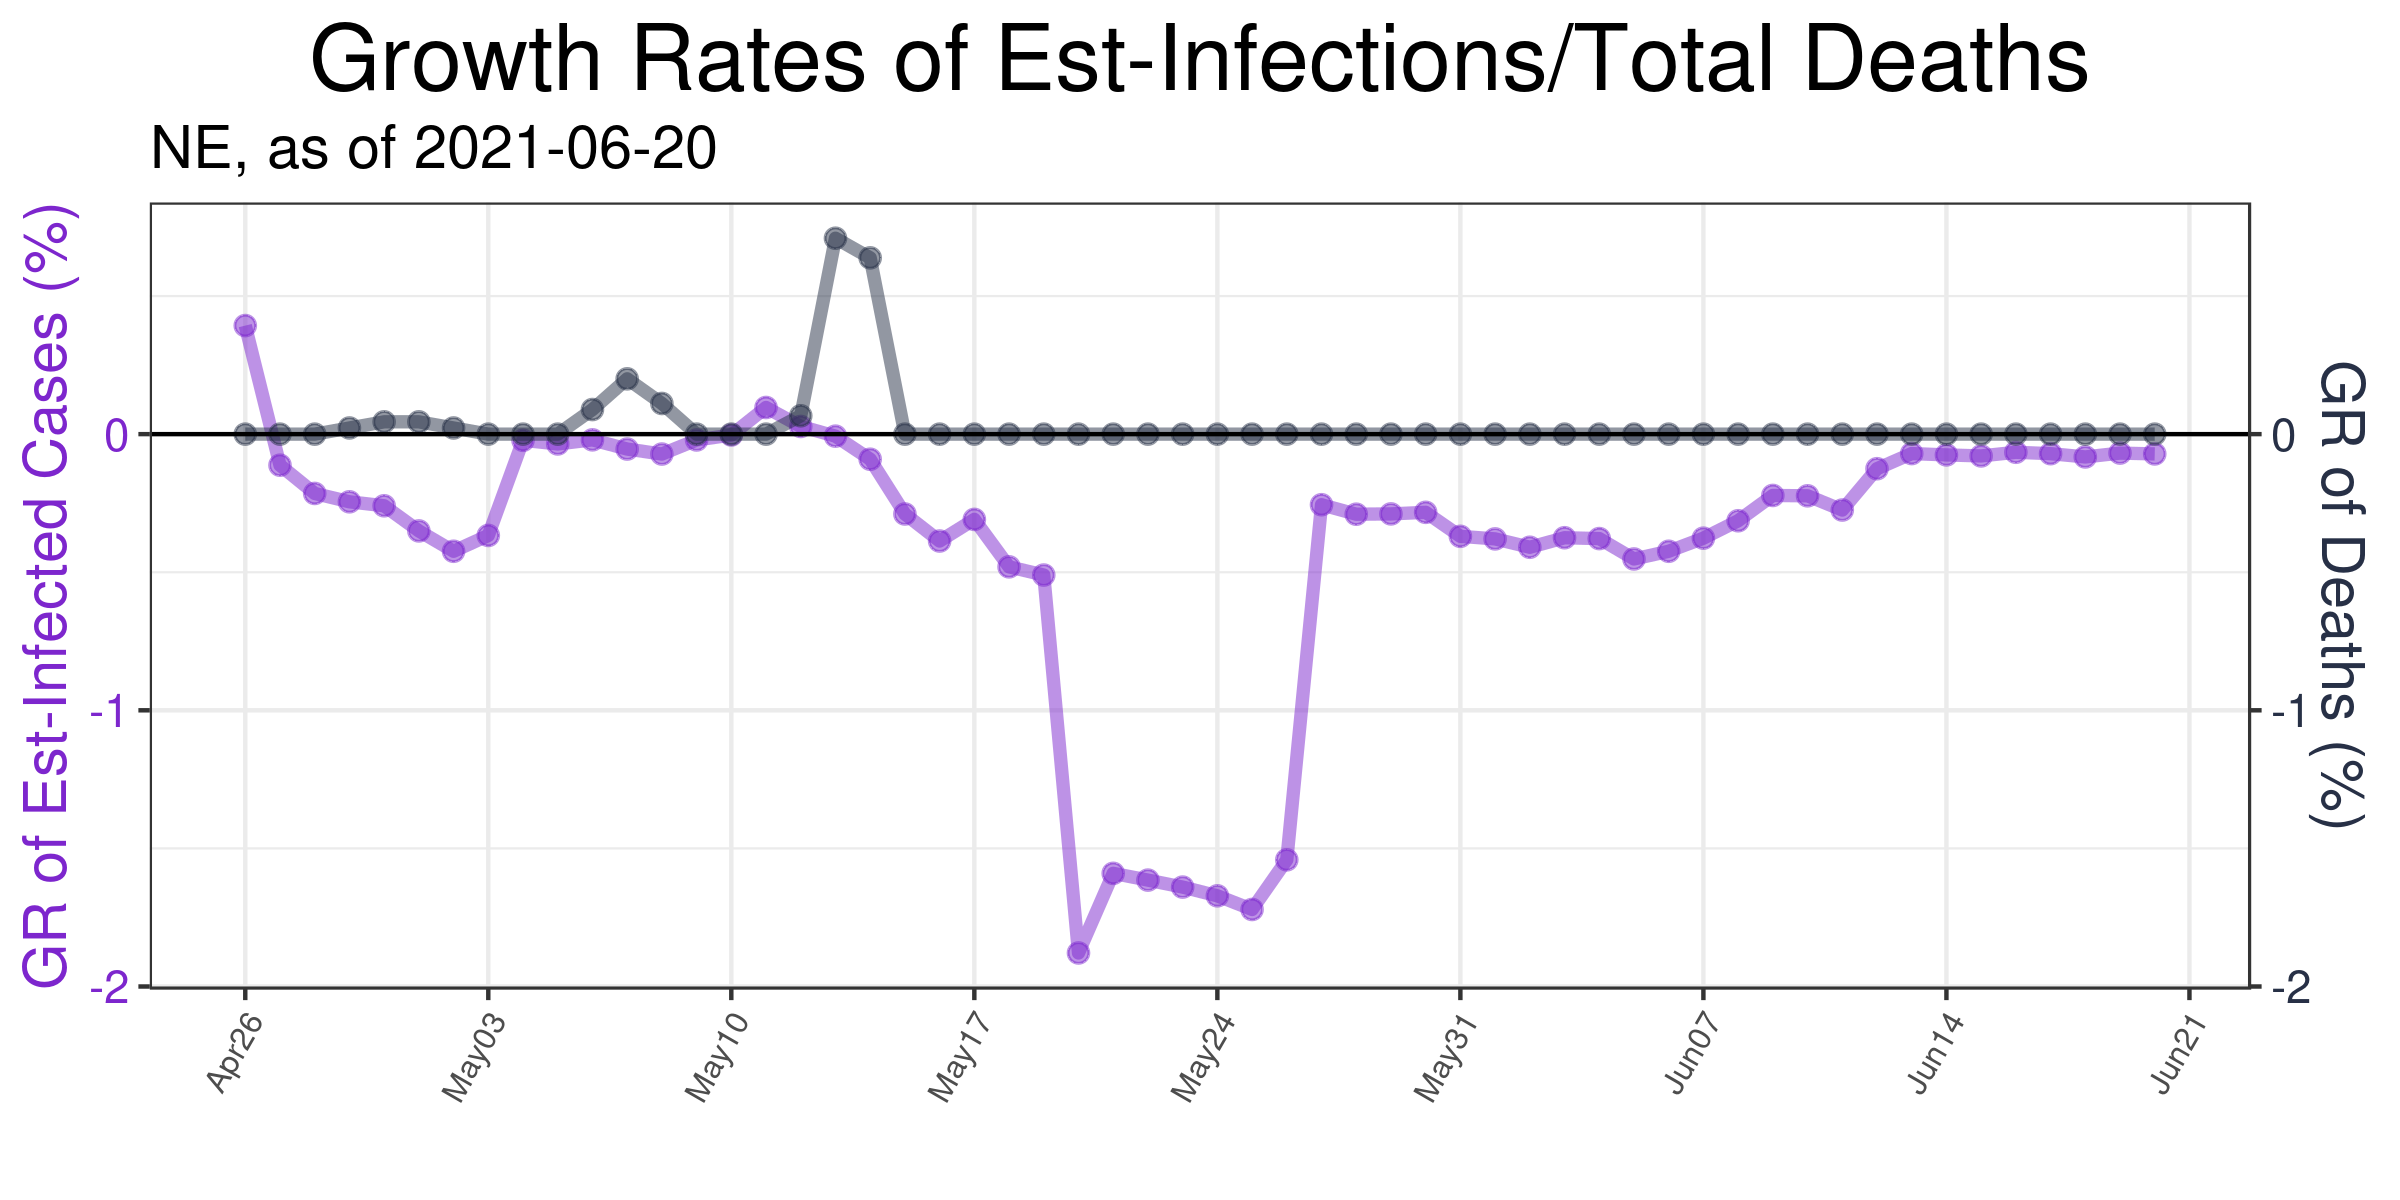 Growth Rates of Est-Infections/Total Deaths
NE, as of 2021-06-20
GR of Est-Infected Cases (%)
0
-1
-2
GR of Deaths (%)
0
-1
-2
Apr26
May03
May10
May17
May24
May31
Jun07
Jun14
Jun21